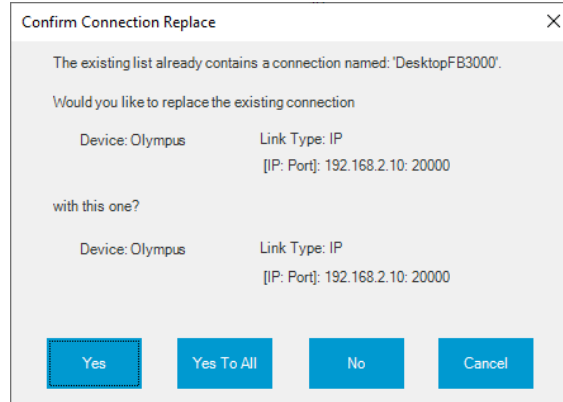 Confirm Connection Replace
The existing list already contains a connection named: 'DesktopFB3000'.
Would you like to replace the existing connection
Device: Olympus Link Type: IP
[IP: Port]: 192.168.2.10: 20000
with this one?
Device: Olympus Link Type: IP
[IP: Port]: 192.168.2.10: 20000
Yes Yes To All No Cancel